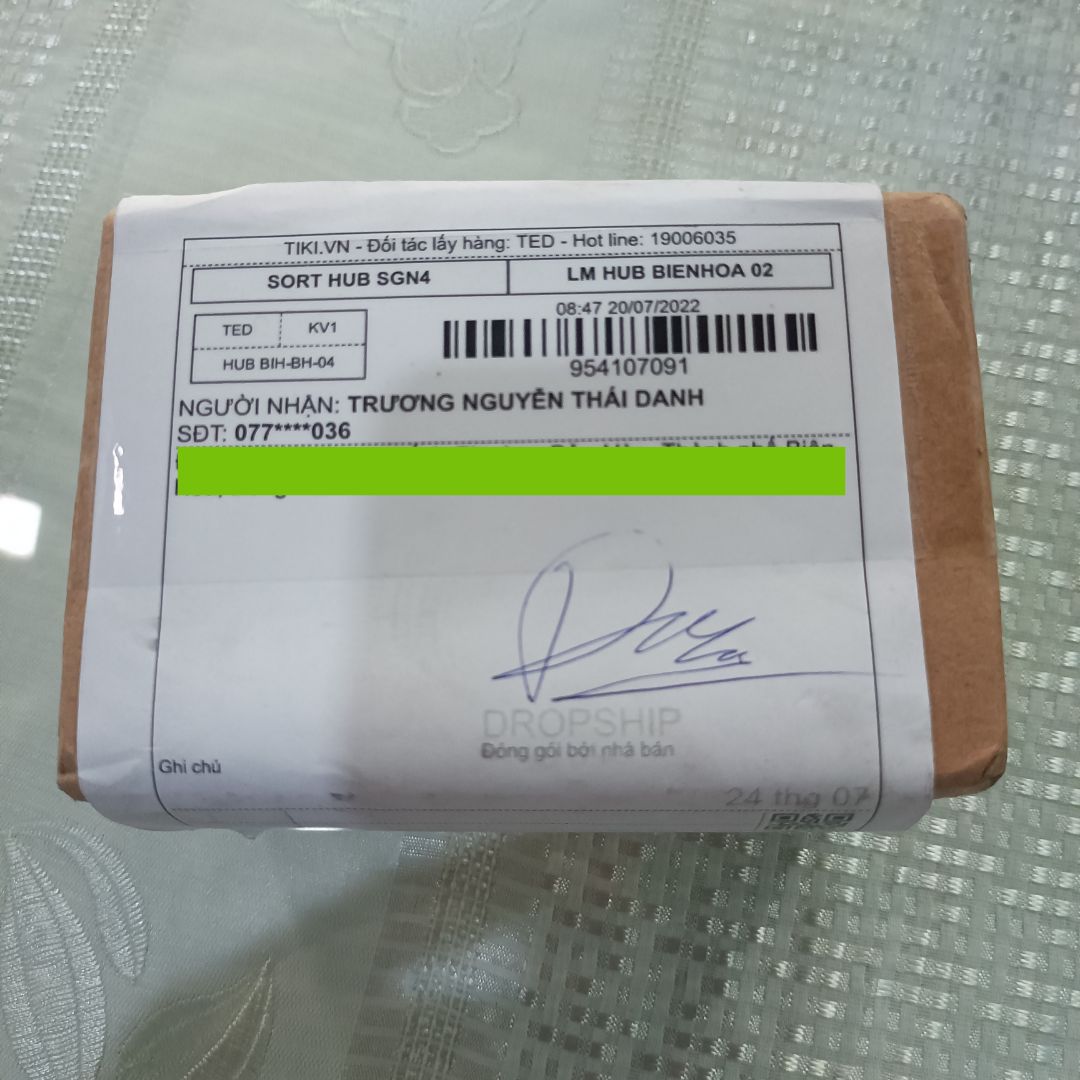 TIKI.VN - Đối tác lấy hàng: TED - Hot line: 19006035
SORT HUB SGN4
LM HUB BIENHOA 02
TED
KV1
HUB BIH-BH-04
08:47 20/07/2022
954107091
NGƯỜI NHẬN: TRƯƠNG NGUYỄN THÁI DANH
SĐT: 077****036
DROPSHIP
Đóng gói bởi nhà bán
Ghi chú
24 thg 07